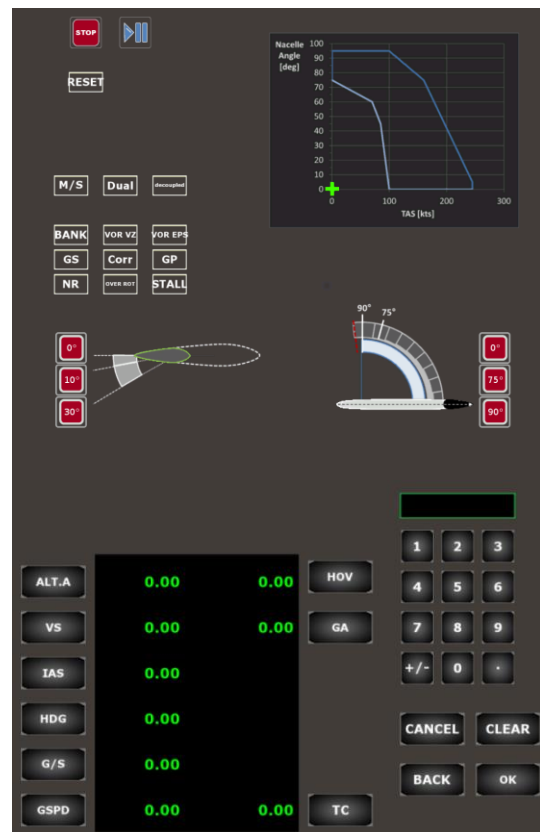 STOP
RESET
Nacelle
Angle
[deg]
100
90
80
70
60
50
40
30
20
10
0
0 100 200 300
TAS [kts]
M/S Dual decoupled
BANK VOR VZ VOR EPS
GS Corr GP
NR OVER ROT STALL
0°
10°
30°
90° 75°
0°
75°
90°
1 2 3
4 5 6
7 8 9
+/- 0 .
CANCEL CLEAR
BACK OK
ALT.A 0.00 0.00 HOV
VS 0.00 0.00 GA
IAS 0.00
HDG 0.00
G/S 0.00
GSPD 0.00 0.00 TC